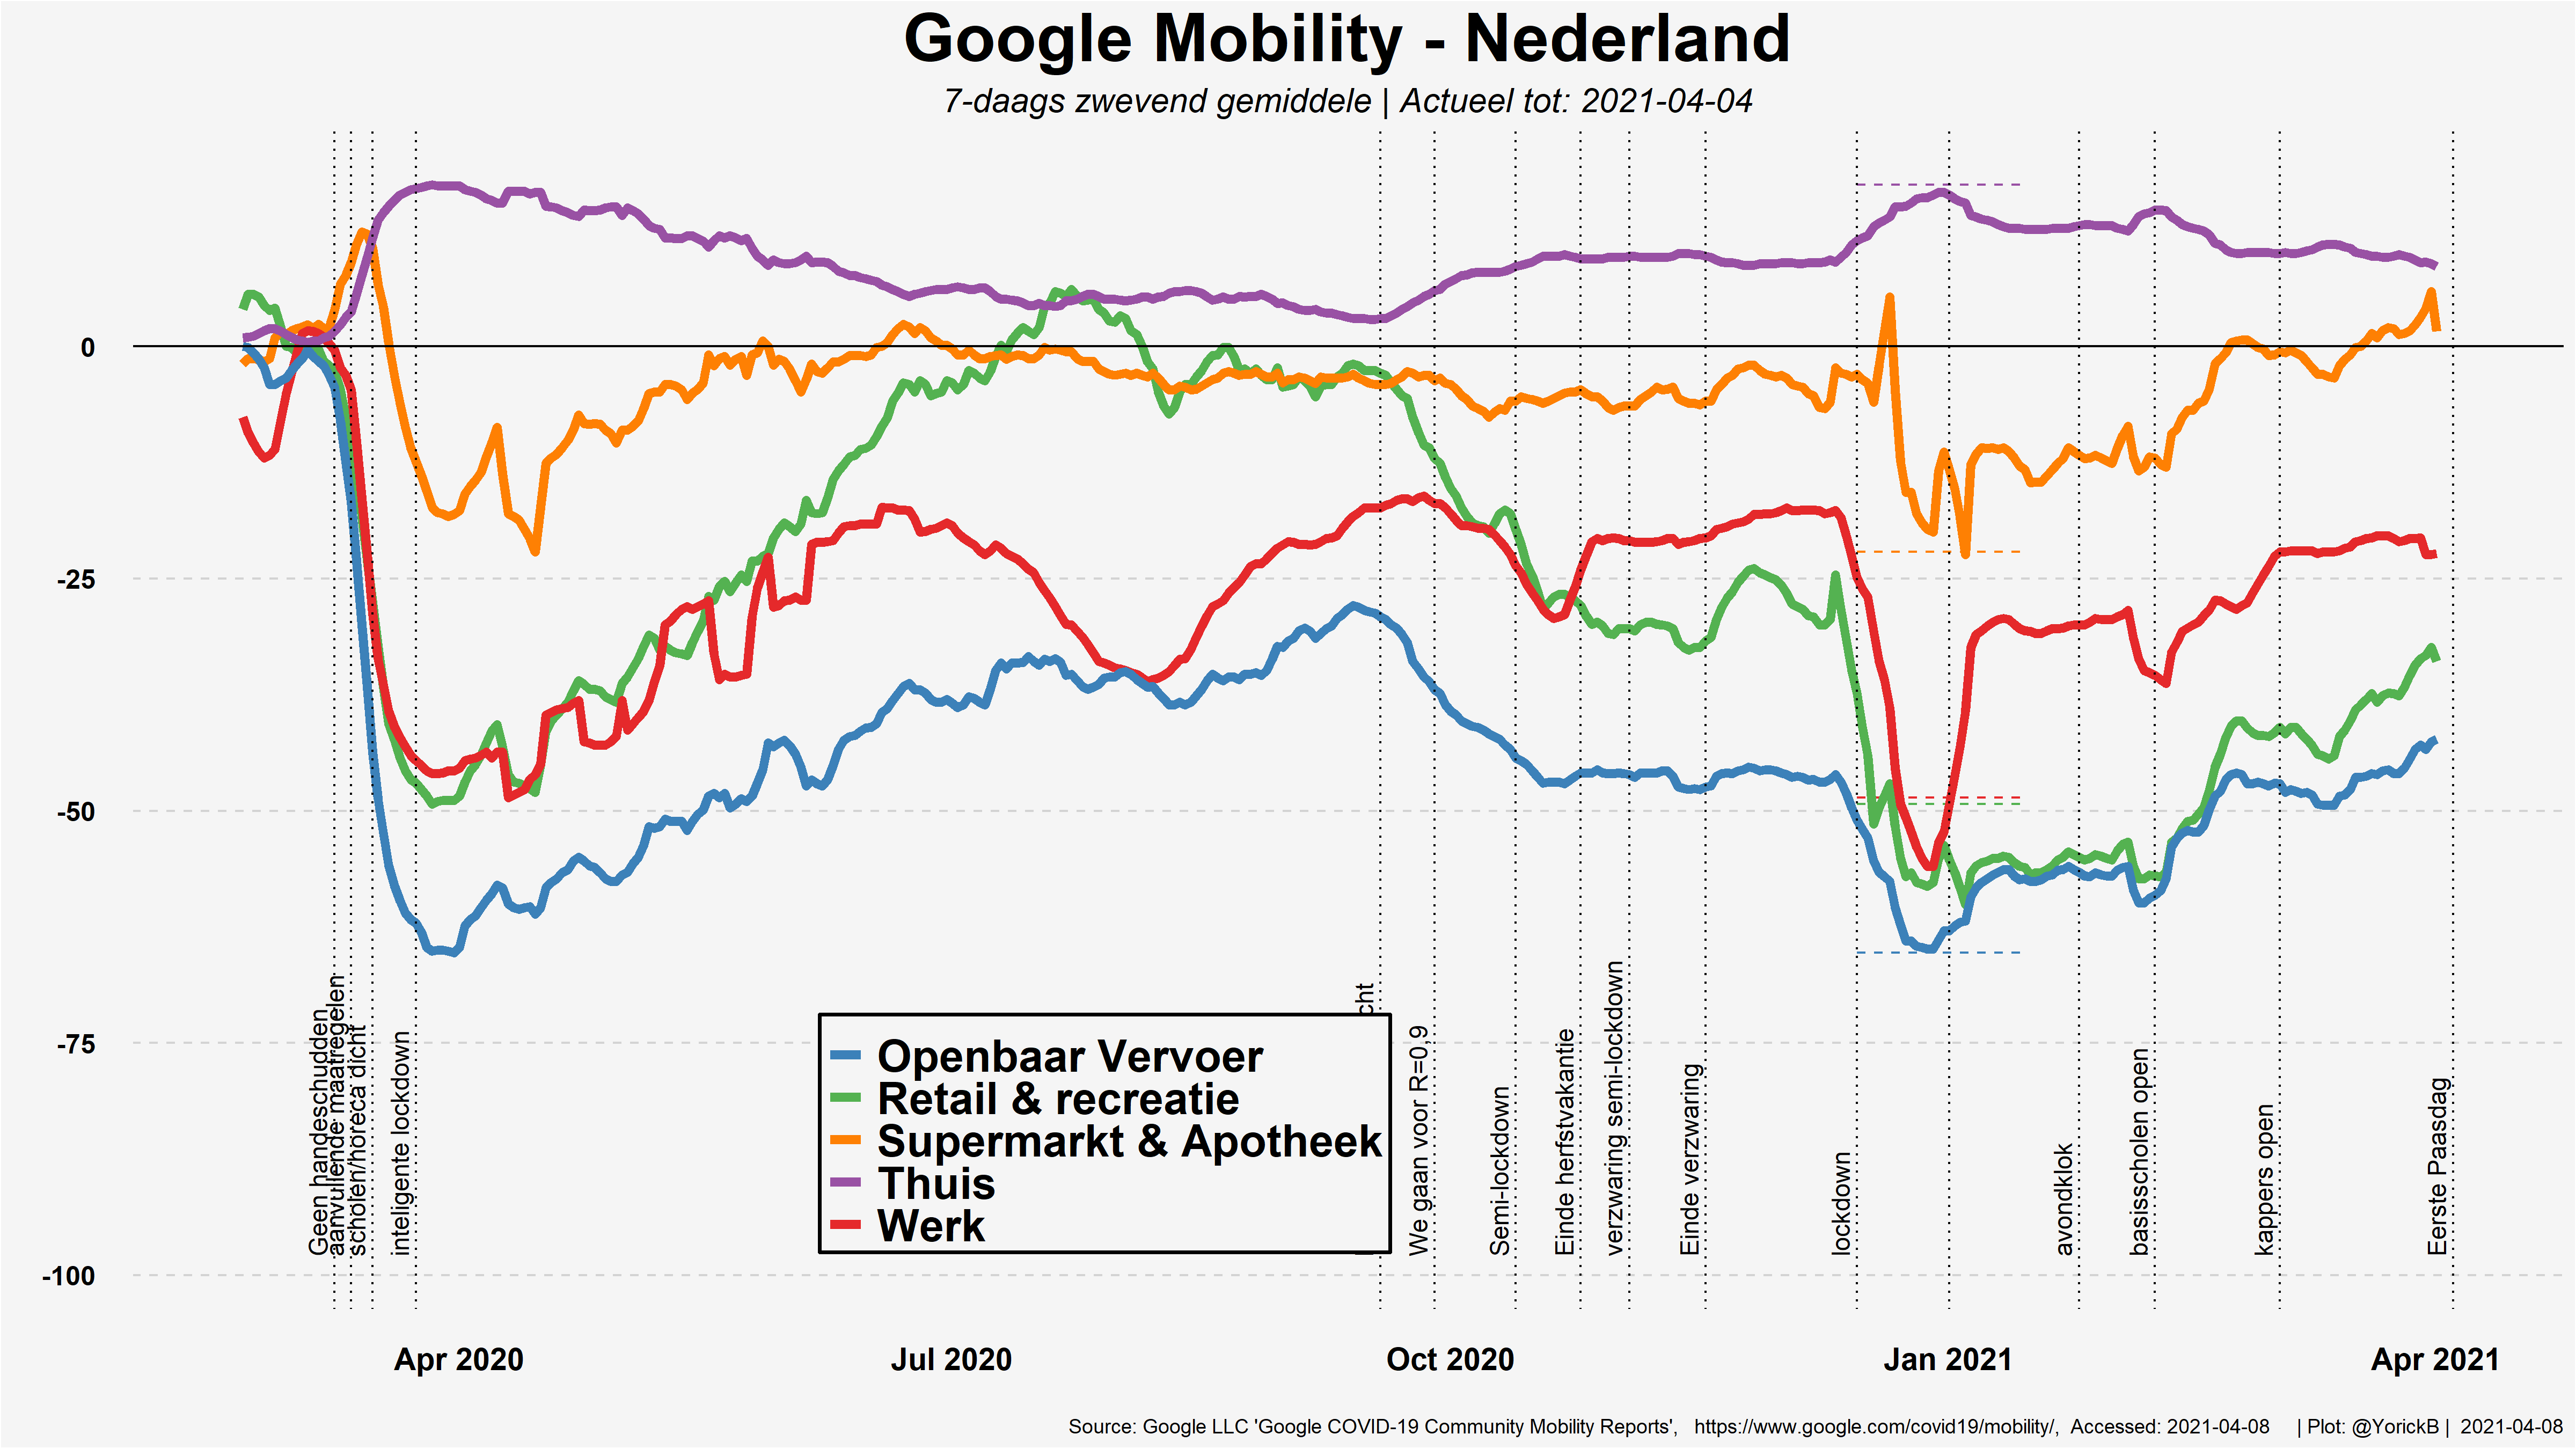 Google Mobility - Nederland
7-daags zwevend gemiddele | Actueel tot: 2021-04-04
0
-25
-50
-75
-100
Geen handeschudden
aanvullende maatregelen
scholen/horeca dicht
inteligente lockdown
We gaan voor R=0,9
Semi-lockdown
Einde herfstvakantie
verzwaring semi-lockdown
Einde verzwaring
lockdown
avondklok
basisscholen open
kappers open
Eerste Paasdag
Openbaar Vervoer
Retail & recreatie
Supermarkt & Apotheek
Thuis
Werk
Apr 2020
Jul 2020
Oct 2020
Jan 2021
Apr 2021
Source: Google LLC 'Google COVID-19 Community Mobility Reports', https://www.google.com/covid19/mobility/, Accessed: 2021-04-08 | Plot: @YorickB | 2021-04-08